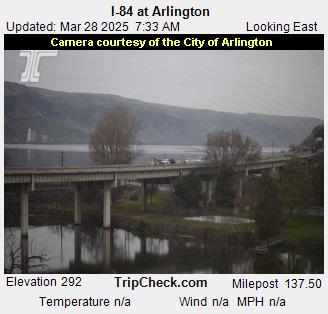 I-84 at Arlington
Updated: Mar 28 2025 7:33 AM Looking East
Camera courtesy of the City of Arlington
Elevation 292 TripCheck.com Milepost 137.50
Temperature n/a Wind n/a MPH n/a